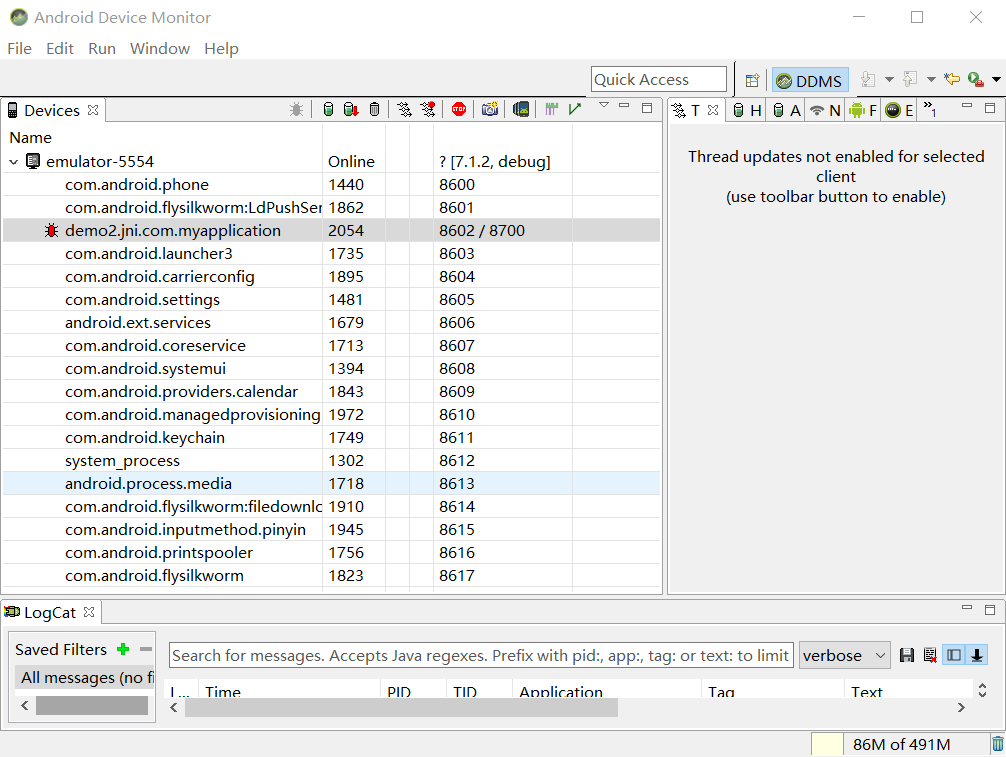 Android Device Monitor
File Edit Run Window Help
Quick Access
DDMS
Devices
T
H
A
N
F
E
»1
Name
emulator-5554 Online ? [7.1.2, debug]
com.android.phone 1440 8600
com.android.flysilkworm:LdPushSer 1862 8601
demo2.jni.com.myapplication 2054 8602 / 8700
com.android.launcher3 1735 8603
com.android.carrierconfig 1895 8604
com.android.settings 1481 8605
android.ext.services 1679 8606
com.android.coreservice 1713 8607
com.android.systemui 1394 8608
com.android.providers.calendar 1843 8609
com.android.managedprovisioning 1972 8610
com.android.keychain 1749 8611
system_process 1302 8612
android.process.media 1718 8613
com.android.flysilkworm:filedownlo 1910 8614
com.android.inputmethod.pinyin 1945 8615
com.android.printspooler 1756 8616
com.android.flysilkworm 1823 8617
Thread updates not enabled for selected
client
(use toolbar button to enable)
LogCat
Saved Filters
All messages (no fi
Search for messages. Accepts Java regexes. Prefix with pid:, app:, tag: or text: to limit
verbose
L... Time PID TID Application Tag Text
86M of 491M